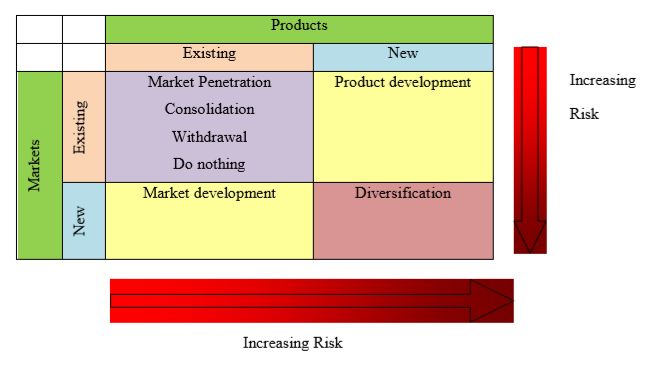 Products
Existing
New
Markets
Existing
Market Penetration
Consolidation
Withdrawal
Do nothing
Product development
Increasing
Risk
New
Market development
Diversification
Increasing Risk